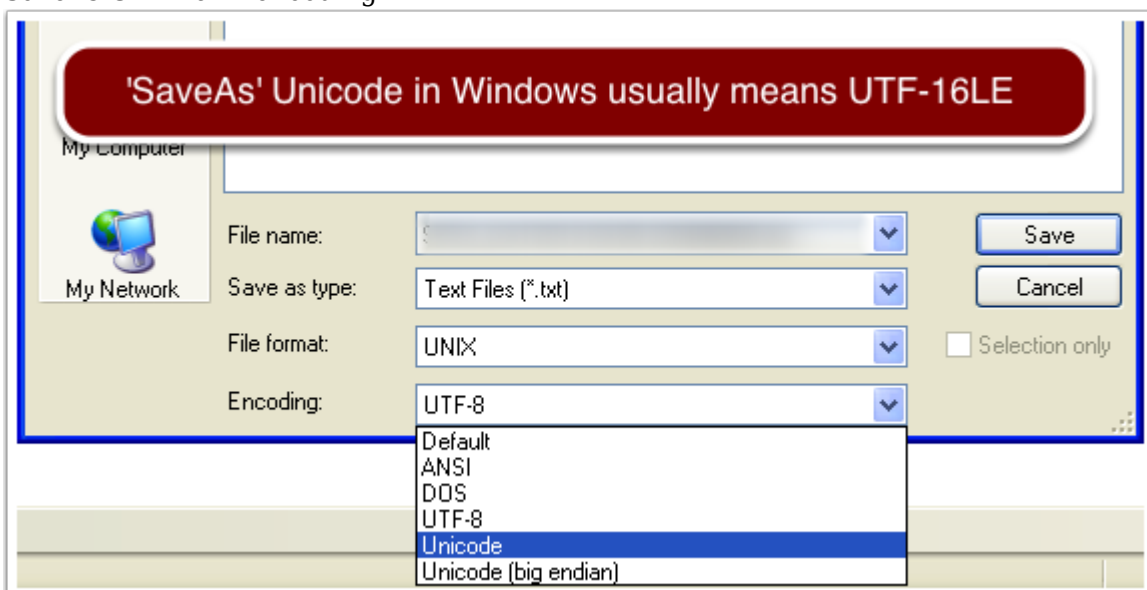 'SaveAs' Unicode in Windows usually means UTF-16LE
My Computer
File name:
Save
My Network
Save as type:
Text Files (*.txt)
Cancel
File format:
UNIX
Selection only
Encoding:
UTF-8
Default
ANSI
DOS
UTF-8
Unicode
Unicode (big endian)